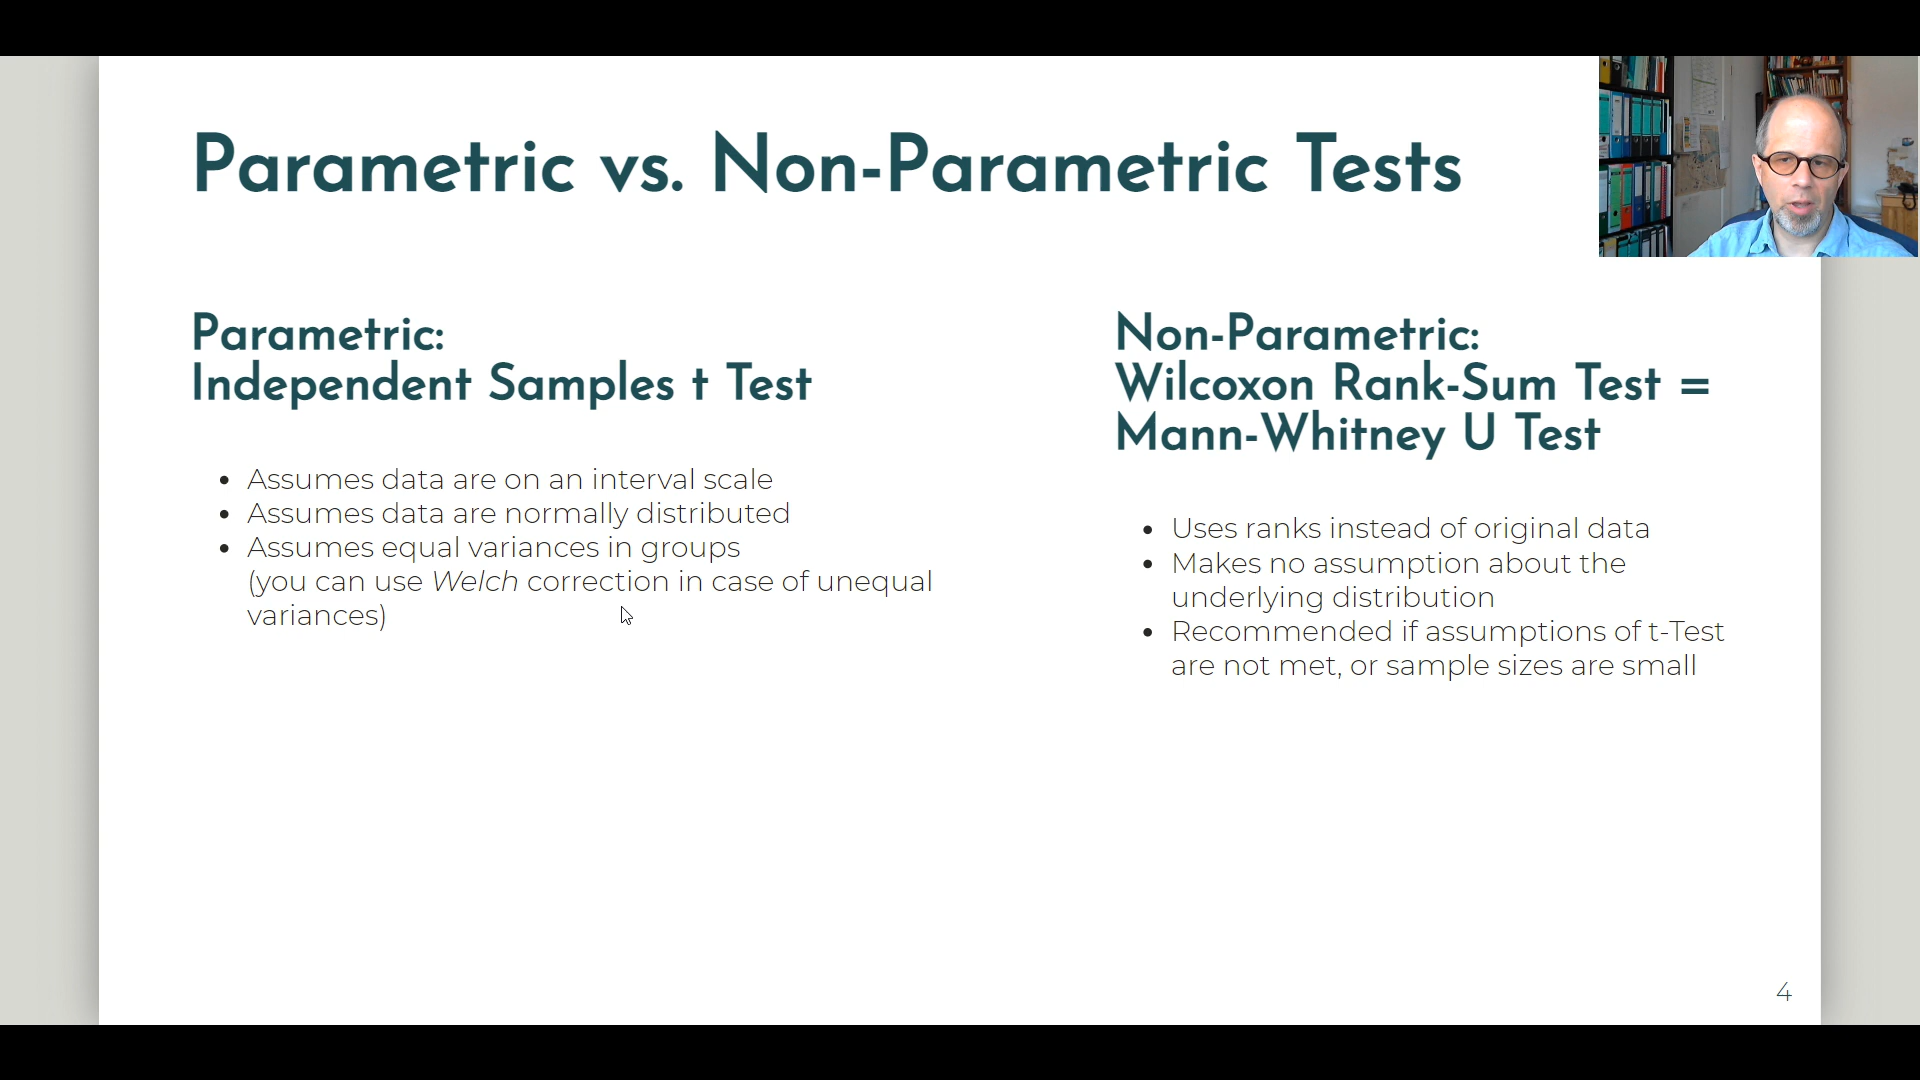 Parametric vs. Non-Parametric Tests
Parametric:
Independent Samples t Test
Assumes data are on an interval scale
Assumes data are normally distributed
Assumes equal variances in groups
(you can use Welch correction in case of unequal
variances)
Non-Parametric:
Wilcoxon Rank-Sum Test =
Mann-Whitney U Test
Uses ranks instead of original data
Makes no assumption about the
underlying distribution
Recommended if assumptions of t-Test
are not met, or sample sizes are small
4